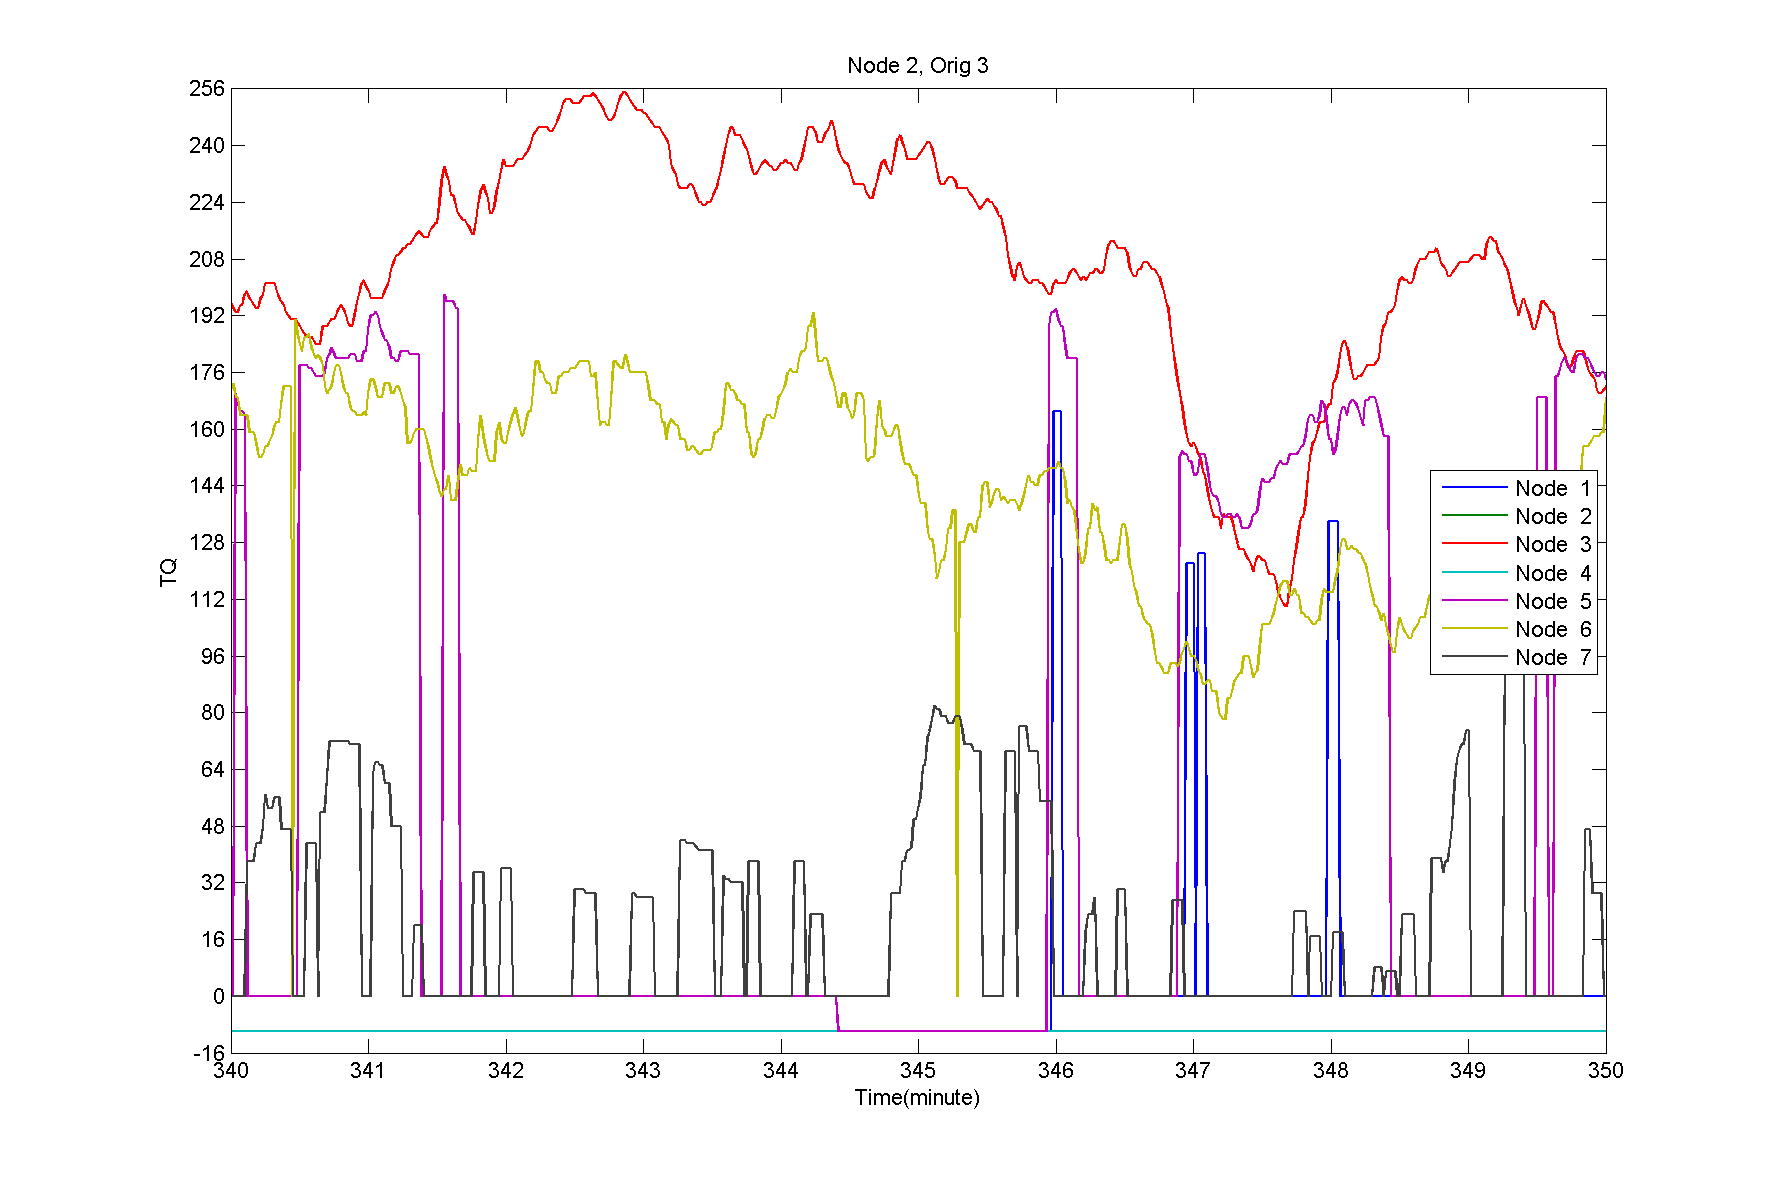 Node 2, Orig 3
256
240
224
208
192
176
160
144
128
112
96
80
64
48
32
16
0
-16
TQ
340 341 342 343 344 345 346 347 348 349 350
Time(minute)
Node 1
Node 2
Node 3
Node 4
Node 5
Node 6
Node 7